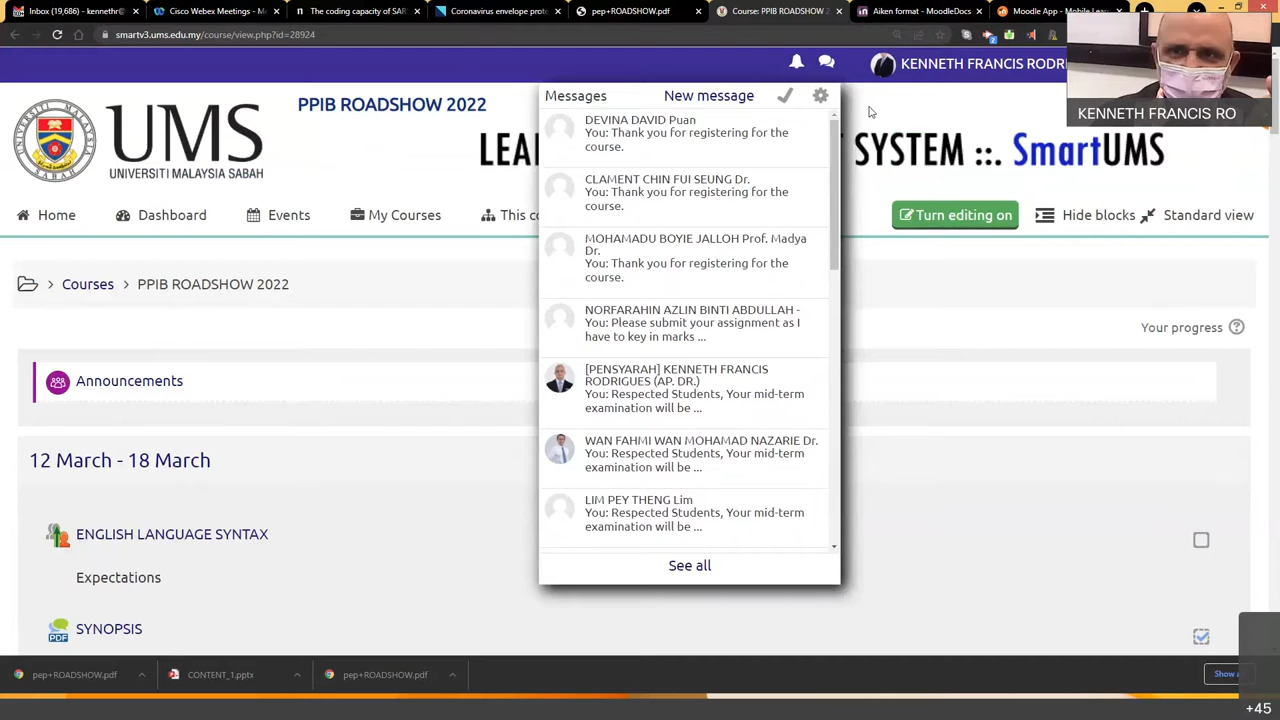 Inbox (19,686) - kennethr@
Cisco Webex Meetings - M
The coding capacity of SAR
Coronavirus envelope prote
pep+ROADSHOW.pdf
Course: PPIB ROADSHOW 2
Aiken format - MoodleDocs
Moodle App - Mobile Lea
smartv3.ums.edu.my/course/view.php?id=28924
KENNETH FRANCIS RODRI
KENNETH FRANCIS RO
UMS
UNIVERSITI MALAYSIA SABAH
PPIB ROADSHOW 2022
LEA
SYSTEM ::. SmartUMS
Home
Dashboard
Events
My Courses
This co
Turn editing on
Hide blocks
Standard view
Courses > PPIB ROADSHOW 2022
Your progress
Announcements
12 March - 18 March
ENGLISH LANGUAGE SYNTAX
Expectations
PDF
SYNOPSIS
Messages
New message
DEVINA DAVID Puan
You: Thank you for registering for the
course.
CLAMENT CHIN FUI SEUNG Dr.
You: Thank you for registering for the
course.
MOHAMADU BOYIE JALLOH Prof. Madya
Dr.
You: Thank you for registering for the
course.
NORFARAHIN AZLIN BINTI ABDULLAH -
You: Please submit your assignment as I
have to key in marks ...
[PENSYARAH] KENNETH FRANCIS
RODRIGUES (AP. DR.)
You: Respected Students, Your mid-term
examination will be ...
WAN FAHMI WAN MOHAMAD NAZARIE Dr.
You: Respected Students, Your mid-term
examination will be ...
LIM PEY THENG Lim
You: Respected Students, Your mid-term
examination will be ...
See all
pep+ROADSHOW.pdf
CONTENT_1.pptx
pep+ROADSHOW.pdf
Show a
+45